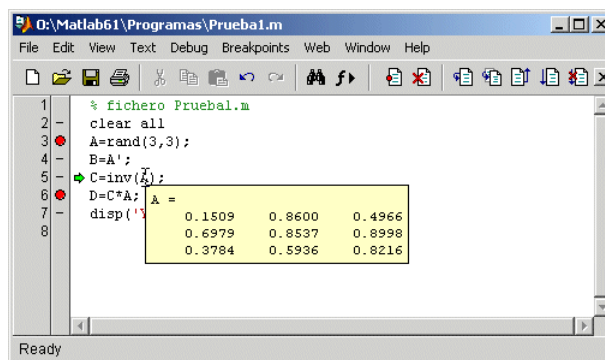 O:\Matlab61\Programas\Prueba1.m
File Edit View Text Debug Breakpoints Web Window Help
1 % fichero Prueba1.m
2 - clear all
3 A=rand(3,3);
4 - B=A';
5 - C=inv(A);
6 D=C*A;
7 - disp('
8
A =
0.1509 0.8600 0.4966
0.6979 0.8537 0.8998
0.3784 0.5936 0.8216
Ready